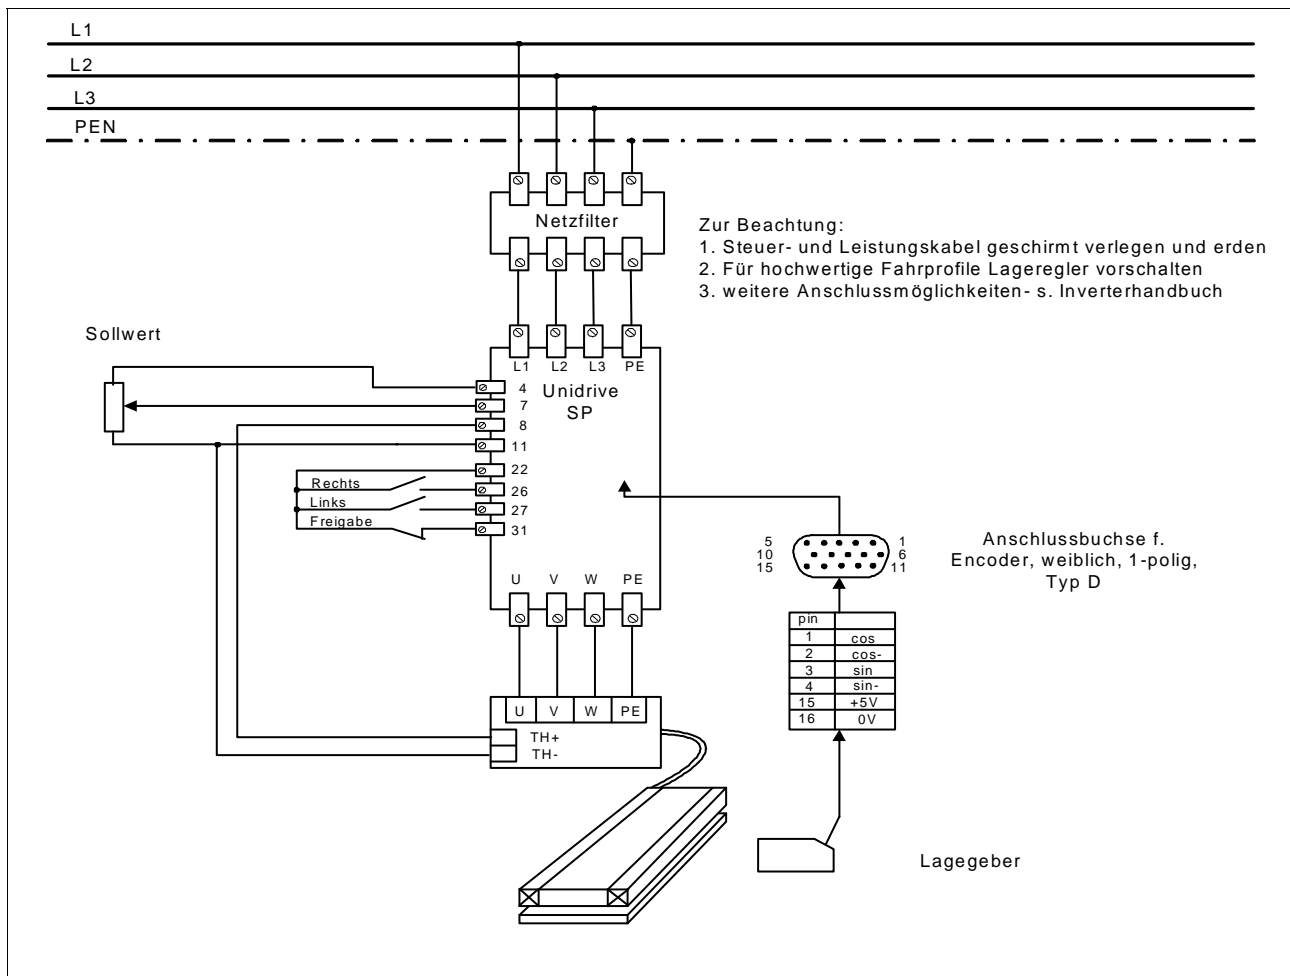 L1
L2
L3
PEN
Netzfilter
Zur Beachtung:
1. Steuer- und Leistungskabel geschirmt verlegen und erden
2. Für hochwertige Fahrprofile Lageregler vorschalten
3. weitere Anschlussmöglichkeiten- s. Inverterhandbuch
Sollwert
L1 L2 L3 PE
Unidrive
SP
4
7
8
11
22
Rechts 26
Links 27
Freigabe 31
5 1
10 6
15 11
Anschlussbuchse f.
Encoder, weiblich, 1-polig,
Typ D
U V W PE
pin
1 cos
2 cos-
3 sin
4 sin-
15 +5V
16 0V
U V W PE
TH+
TH-
Lagegeber